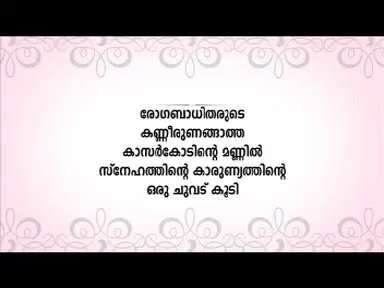 രോഗബാധിതരുടെ
കണ്ണീരുണങ്ങാത്ത
കാസർകോടിന്റെ മണ്ണിൽ
സ്നേഹത്തിന്റെ കാരുണ്യത്തിന്റെ
ഒരു ചുവട് കൂടി